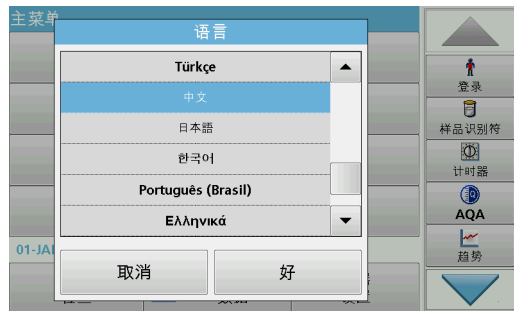 主菜单
语言
Türkçe
中文
日本語
한국어
Português (Brasil)
Ελληνικά
取消
好
01-JA
登录
样品识别符
计时器
AQA
趋势